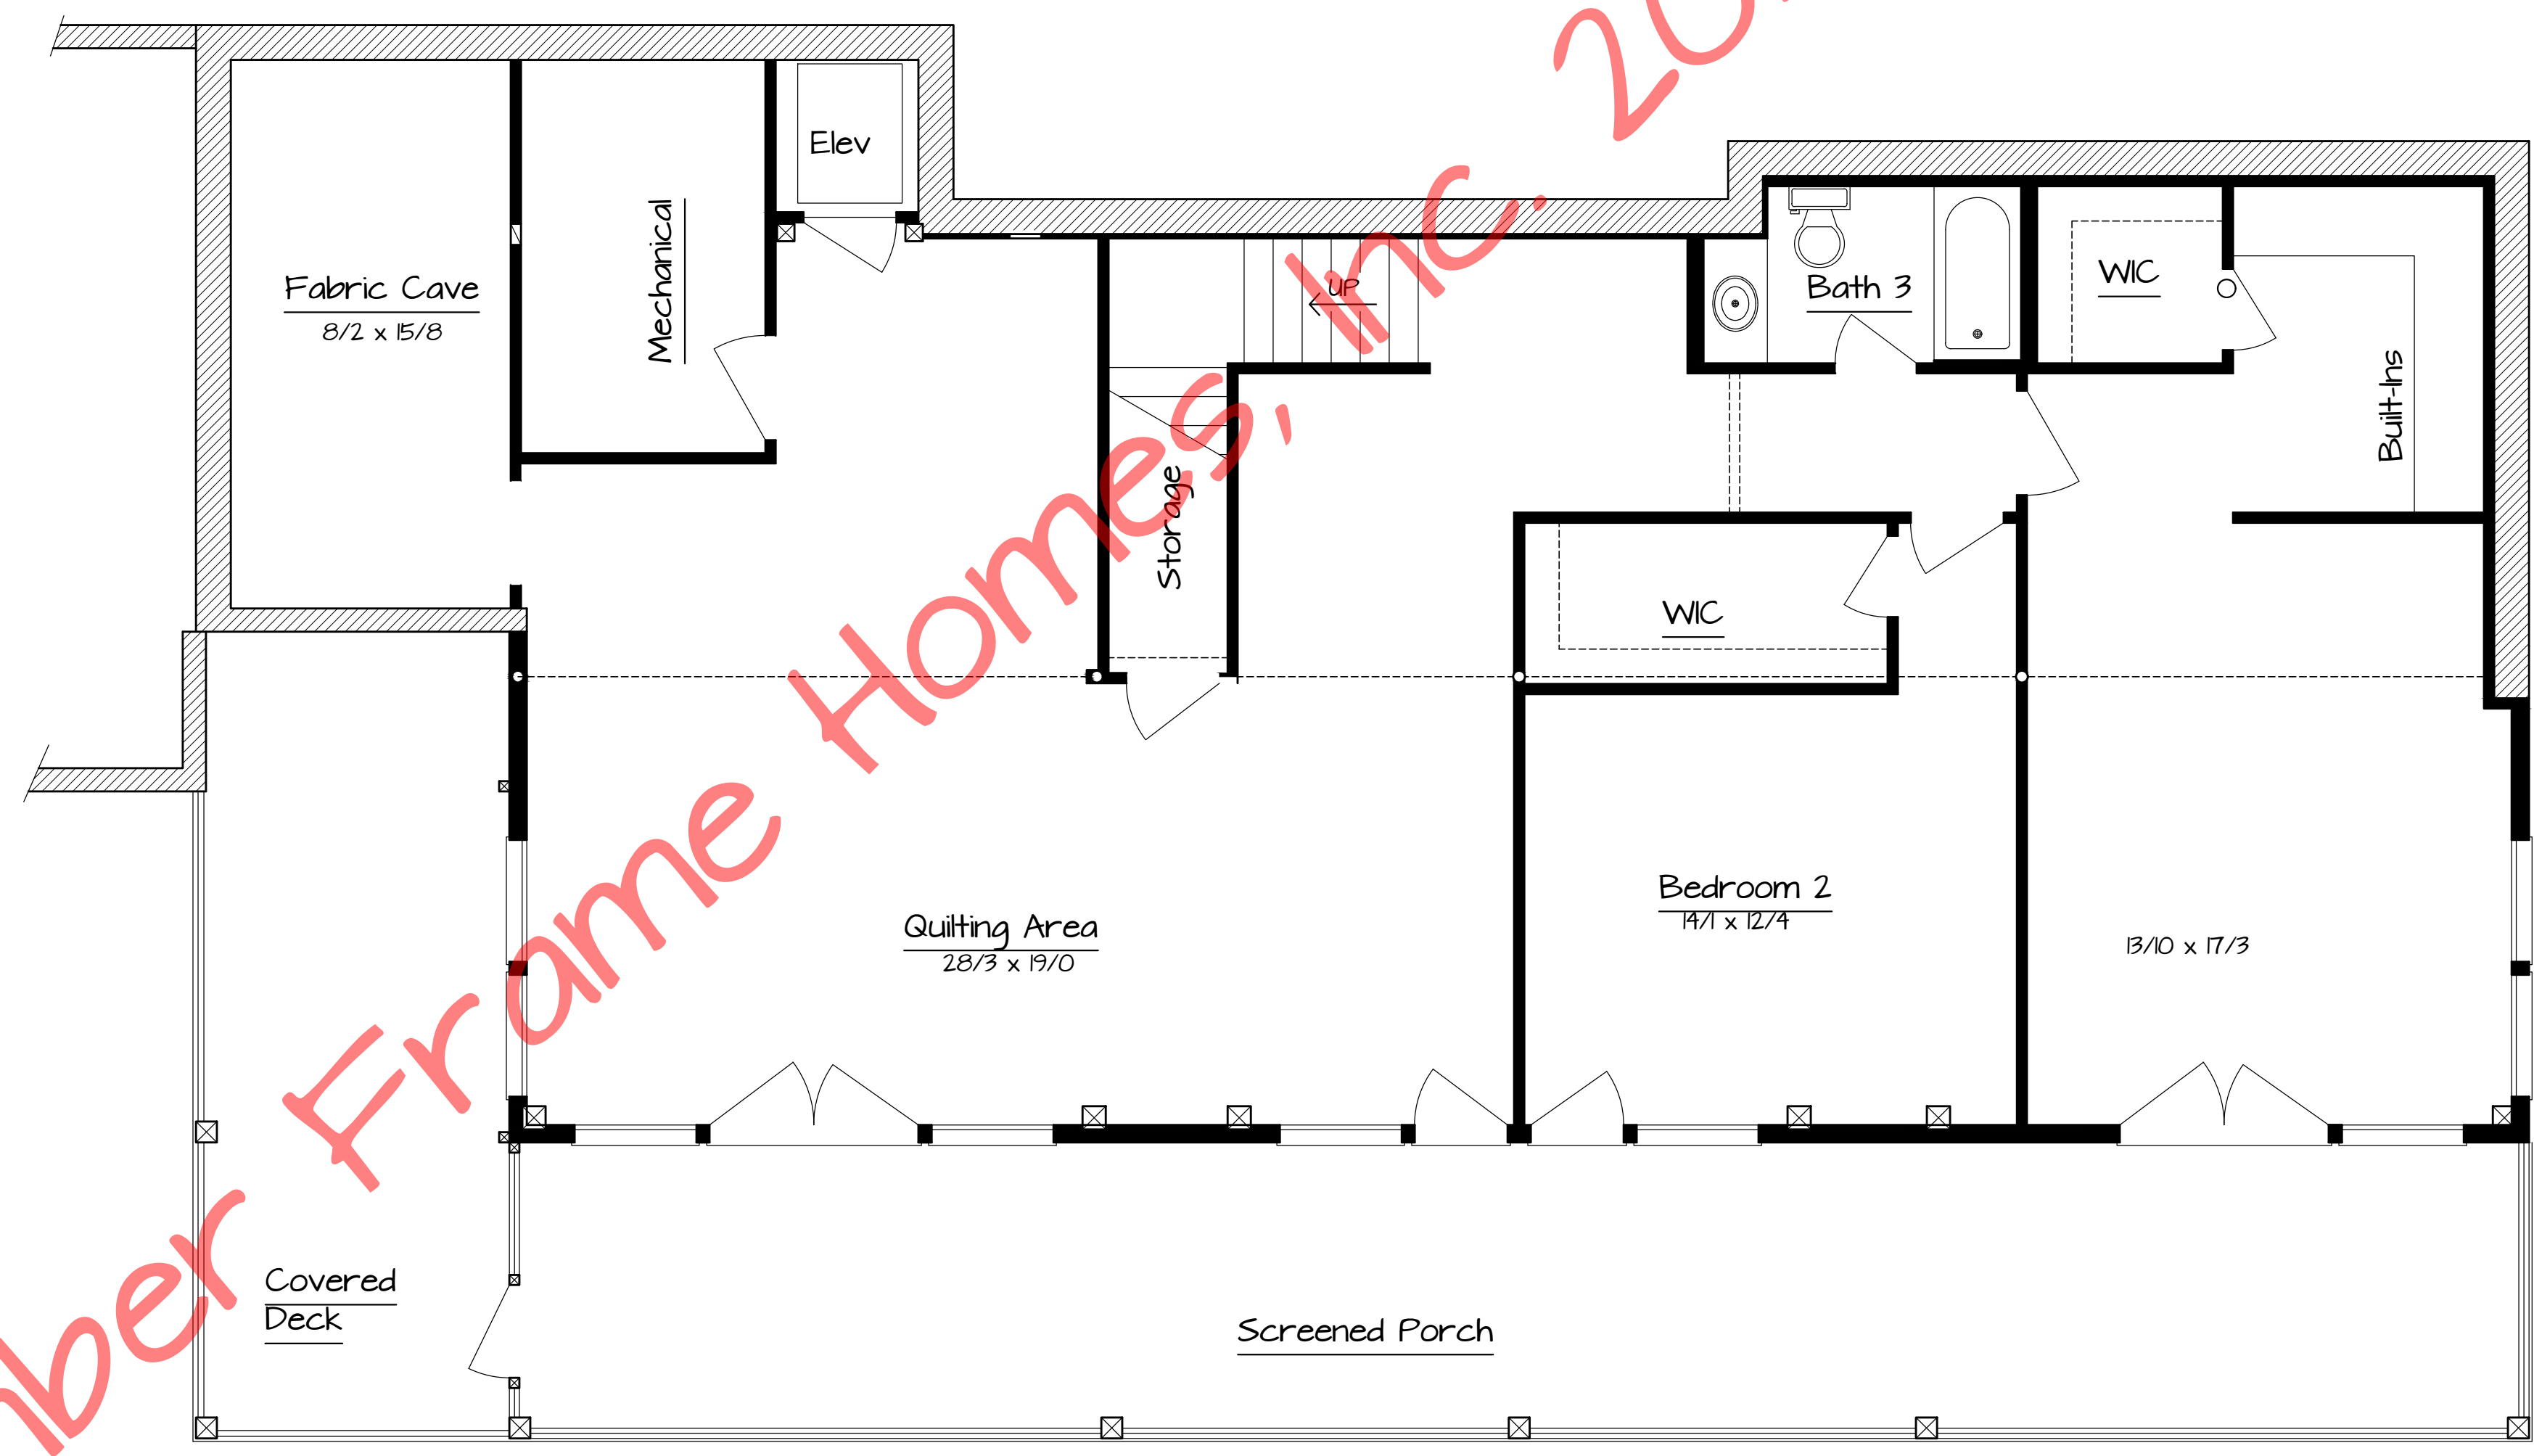 Elev
Mechanical
Fabric Cave
8/2 x 15/8
UP
Bath 3
WIC
Built-Ins
Storage
WIC
Bedroom 2
14/1 x 12/4
Quilting Area
28/3 x 19/0
13/10 x 17/3
Covered
Deck
Screened Porch
Frame Homes, Inc.